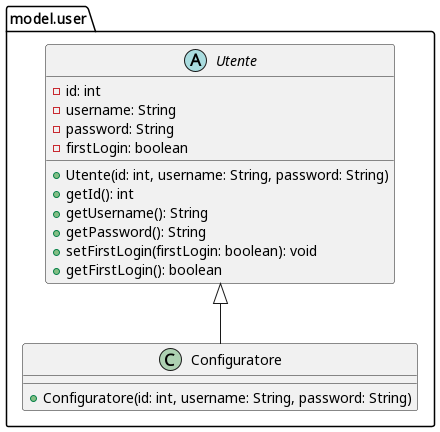 model.user
A Utente
id: int
username: String
password: String
firstLogin: boolean
Utente(id: int, username: String, password: String)
getId(): int
getUsername(): String
getPassword(): String
setFirstLogin(firstLogin: boolean): void
getFirstLogin(): boolean
C Configuratore
Configuratore(id: int, username: String, password: String)